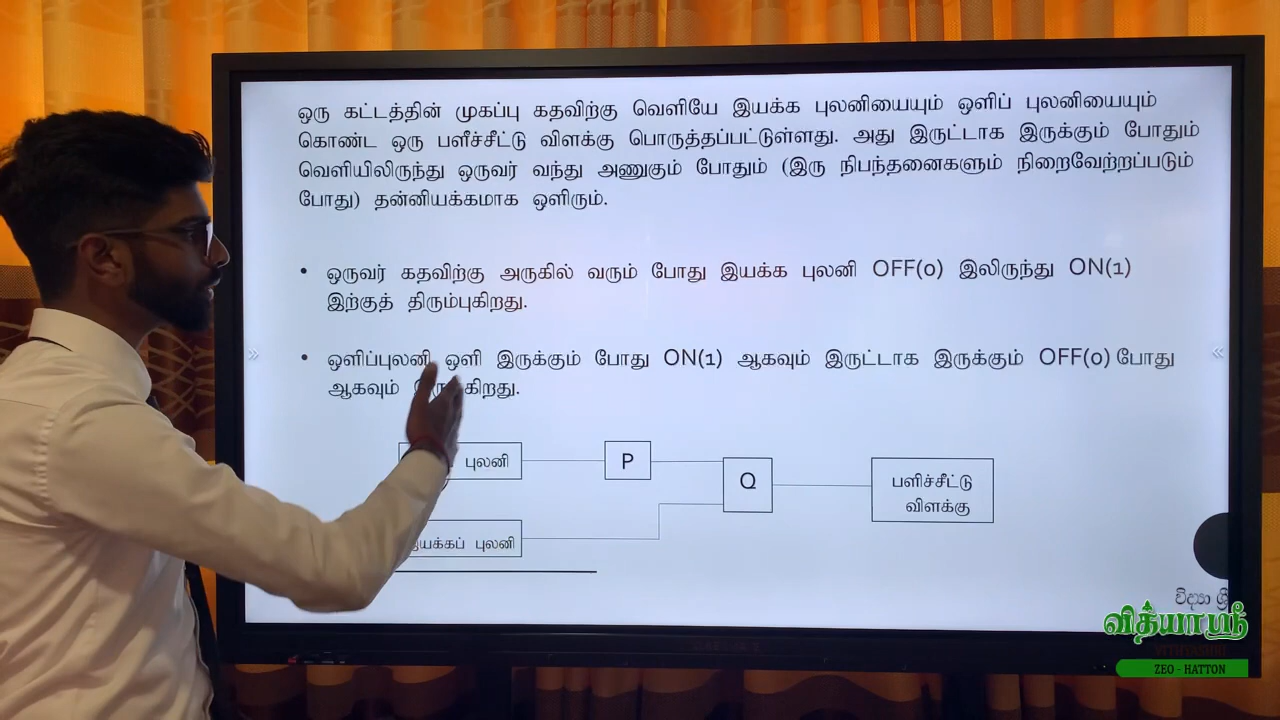 ஒரு கட்டத்தின் முகப்பு கதவிற்கு வெளியே இயக்க புலனியையும் ஒளிப் புலனியையும்
கொண்ட ஒரு பளீச்சீட்டு விளக்கு பொருத்தப்பட்டுள்ளது. அது இருட்டாக இருக்கும் போதும்
வெளியிலிருந்து ஒருவர் வந்து அணுகும் போதும் (இரு நிபந்தனைகளும் நிறைவேற்றப்படும்
போது) தன்னியக்கமாக ஒளிரும்.
• ஒருவர் கதவிற்கு அருகில் வரும் போது இயக்க புலனி OFF(0) இலிருந்து ON(1)
இற்குத் திரும்புகிறது.
• ஒளிப்புலனி ஒளி இருக்கும் போது ON(1) ஆகவும் இருட்டாக இருக்கும் OFF(0) போது
ஆகவும்
புலனி
P
Q
பளிச்சீட்டு
விளக்கு
இயக்கப் புலனி
විද්‍යා ශ්‍රී
வித்யாஸ்ரீ
ZEO - HATTON